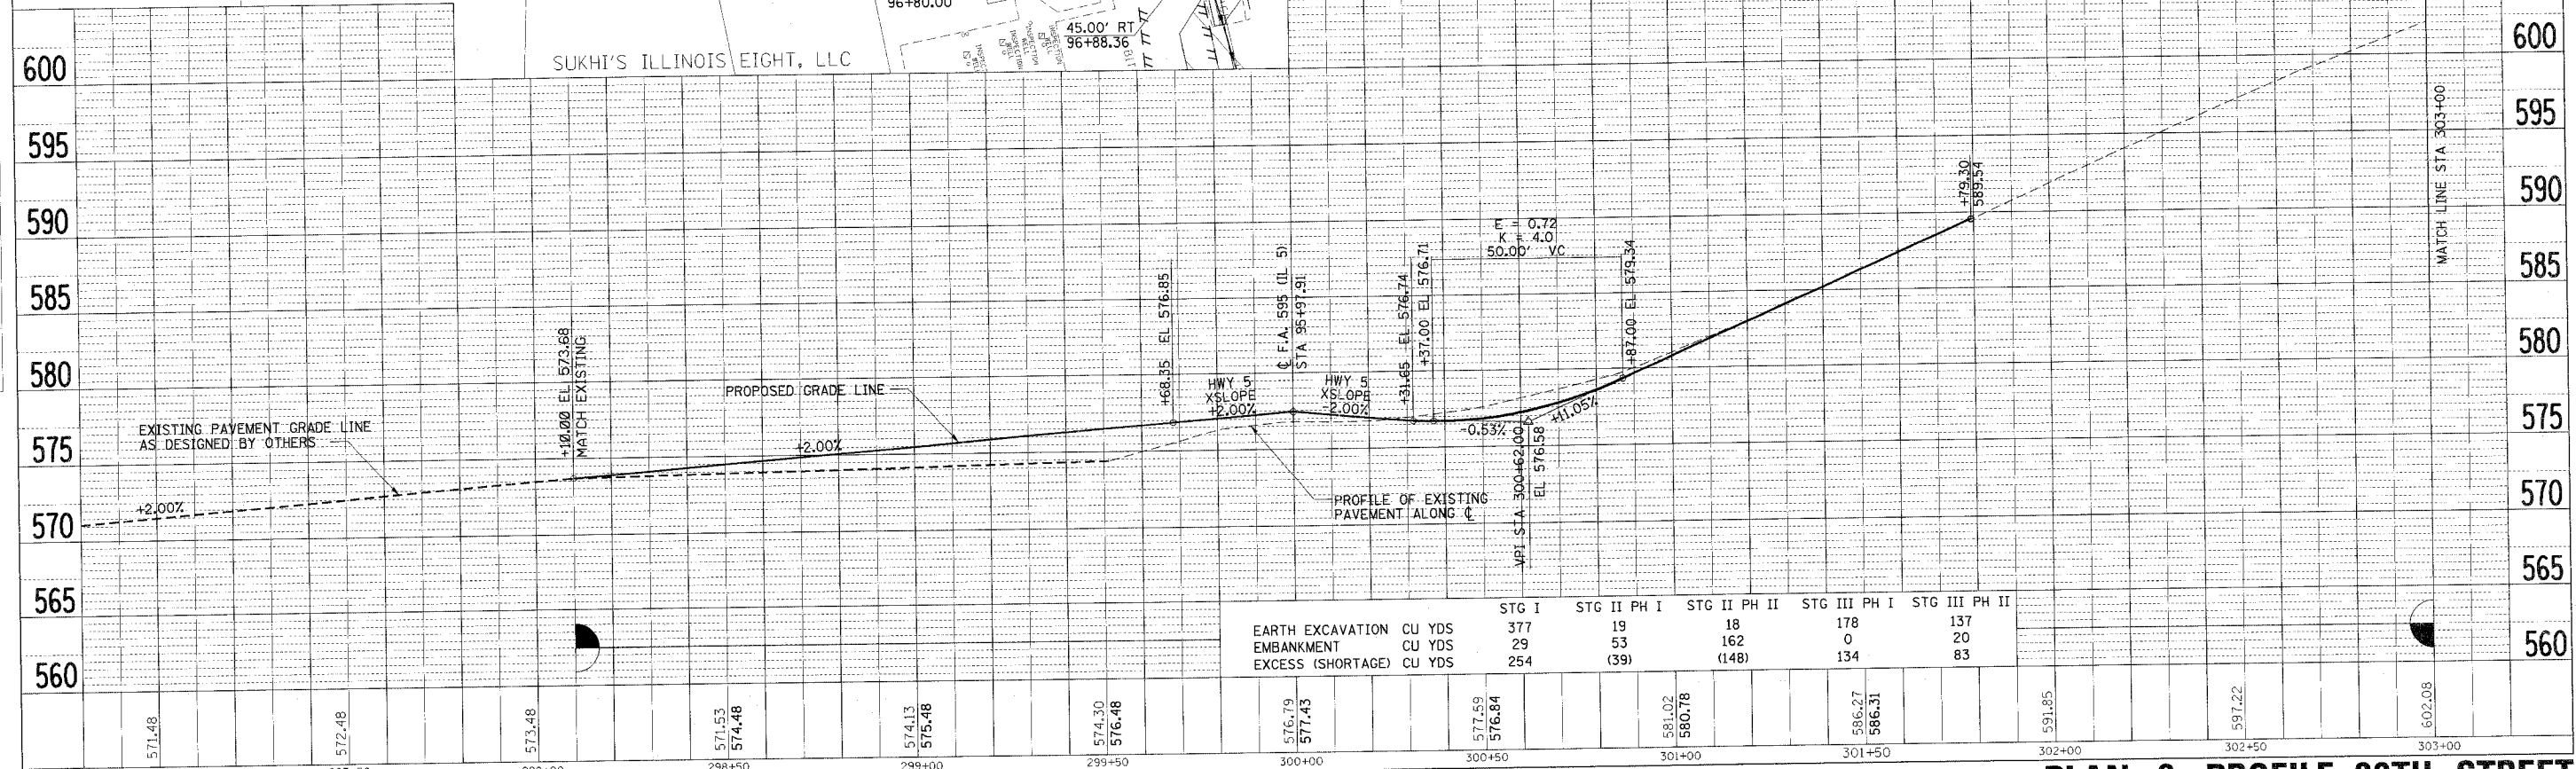 96+80.00
45.00' RT
96+88.36
SUKHI'S ILLINOIS EIGHT, LLC
600
595
590
585
580
575
570
565
560
600
595
590
585
580
575
570
565
560
EXISTING PAVEMENT GRADE LINE
AS DESIGNED BY OTHERS
+2.00%
+10.00 EL 573.68
MATCH EXISTING
PROPOSED GRADE LINE
+2.00%
+68.35 EL 576.85
HWY 5
XSLOPE
+2.00%
℄ F.A. 595 (IL 5)
STA 95+97.91
HWY 5
XSLOPE
-2.00%
+31.65 EL 576.74
+37.00 EL 576.71
E = 0.72
K = 4.0
50.00' VC
+87.00 EL 579.34
-0.53%
+11.05%
VPI STA 300+62.00
EL 576.58
PROFILE OF EXISTING
PAVEMENT ALONG ℄
+79.30
589.54
MATCH LINE STA 303+00
STG I STG II PH I STG II PH II STG III PH I STG III PH II
EARTH EXCAVATION CU YDS 377 19 18 178 137
EMBANKMENT CU YDS 29 53 162 0 20
EXCESS (SHORTAGE) CU YDS 254 (39) (148) 134 83
571.48
572.48
573.48
571.53
574.48
574.13
575.48
574.30
576.48
576.79
577.43
577.59
576.84
581.02
580.78
586.27
586.31
591.85
597.22
602.08
298+50
299+00
299+50
300+00
300+50
301+00
301+50
302+00
302+50
303+00